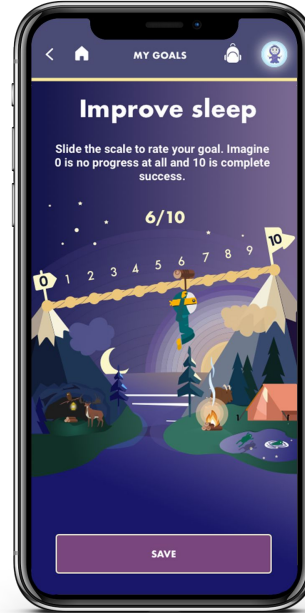 MY GOALS
Improve sleep
Slide the scale to rate your goal. Imagine
0 is no progress at all and 10 is complete
success.
6/10
0 1 2 3 4 5 6 7 8 9 10
SAVE